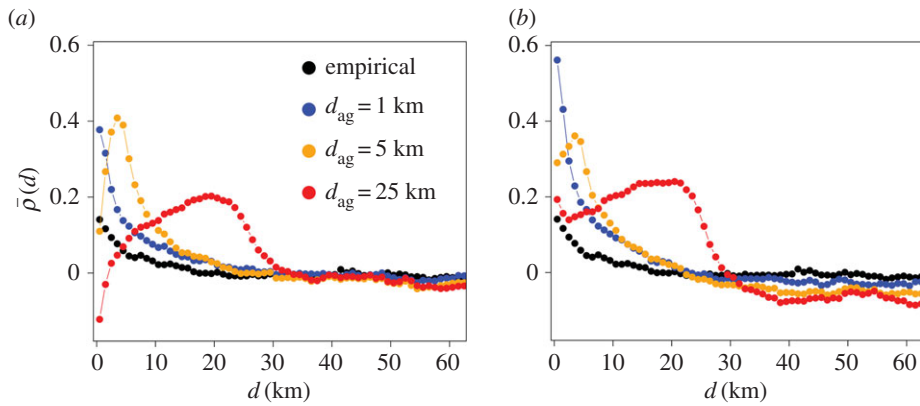 (a)
0.6
0.4
0.2
0
ρ̄(d)
empirical
d_ag = 1 km
d_ag = 5 km
d_ag = 25 km
0 10 20 30 40 50 60
d (km)
(b)
0.6
0.4
0.2
0
0 10 20 30 40 50 60
d (km)